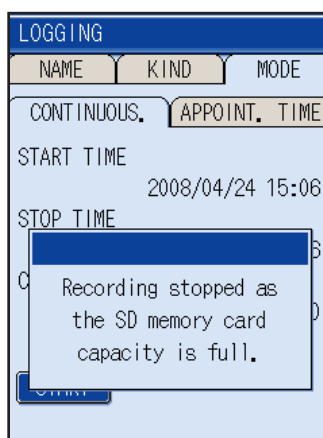 LOGGING
NAME KIND MODE
CONTINUOUS. APPOINT. TIME
START TIME
2008/04/24 15:06
STOP TIME
Recording stopped as
the SD memory card
capacity is full.
START